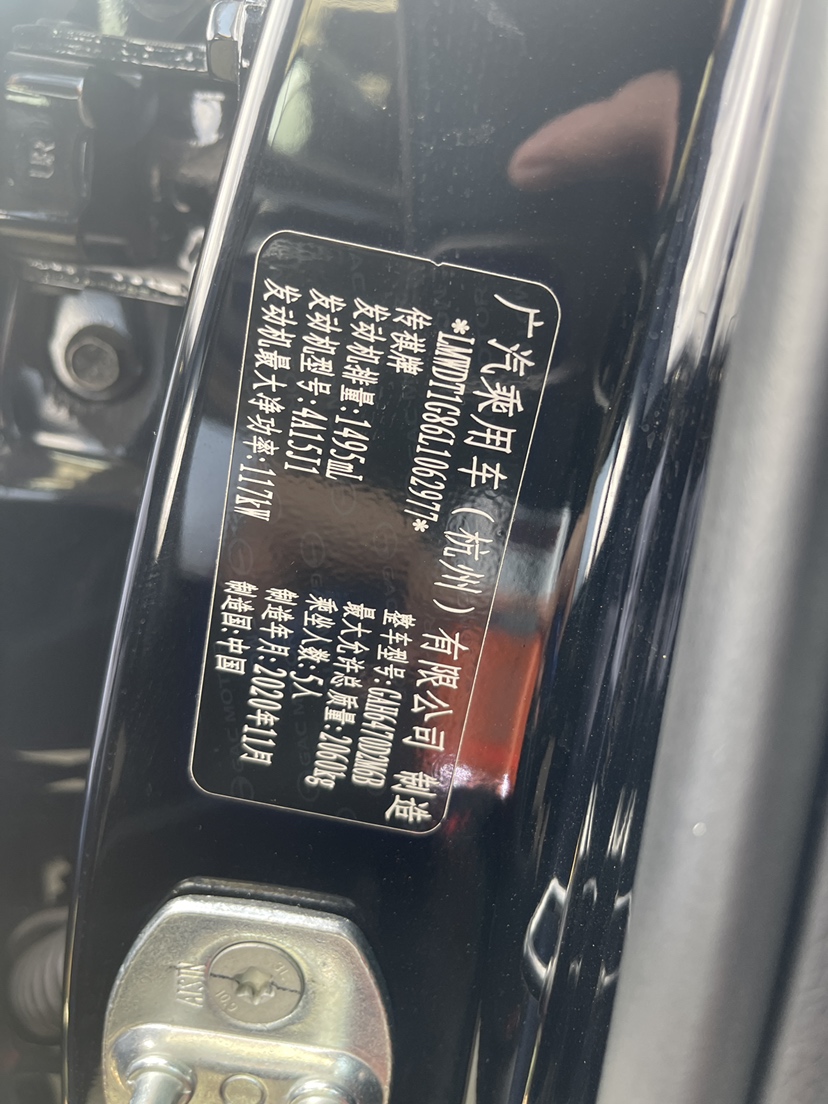 广汽乘用车（杭州）有限公司 制造
*LMWDT1G86L1062977*
传祺牌 整车型号:GAH6470D2M6B
发动机排量:1495ml 最大允许总质量:2060kg
发动机型号:4A15J1 乘坐人数:5人
发动机最大净功率:117kW 制造年月:2020年11月
制造国:中国
AISIN